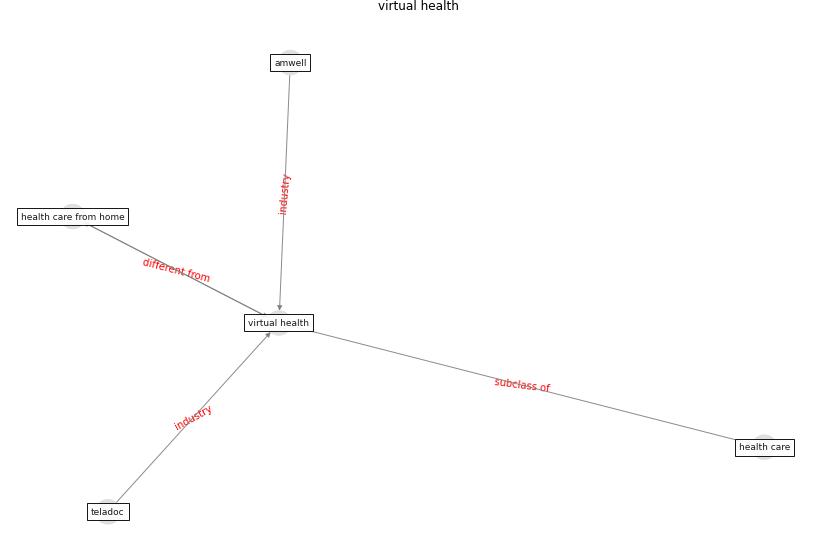 virtual health
amwell
industry
health care from home
different from
virtual health
subclass of
industry
health care
teladoc